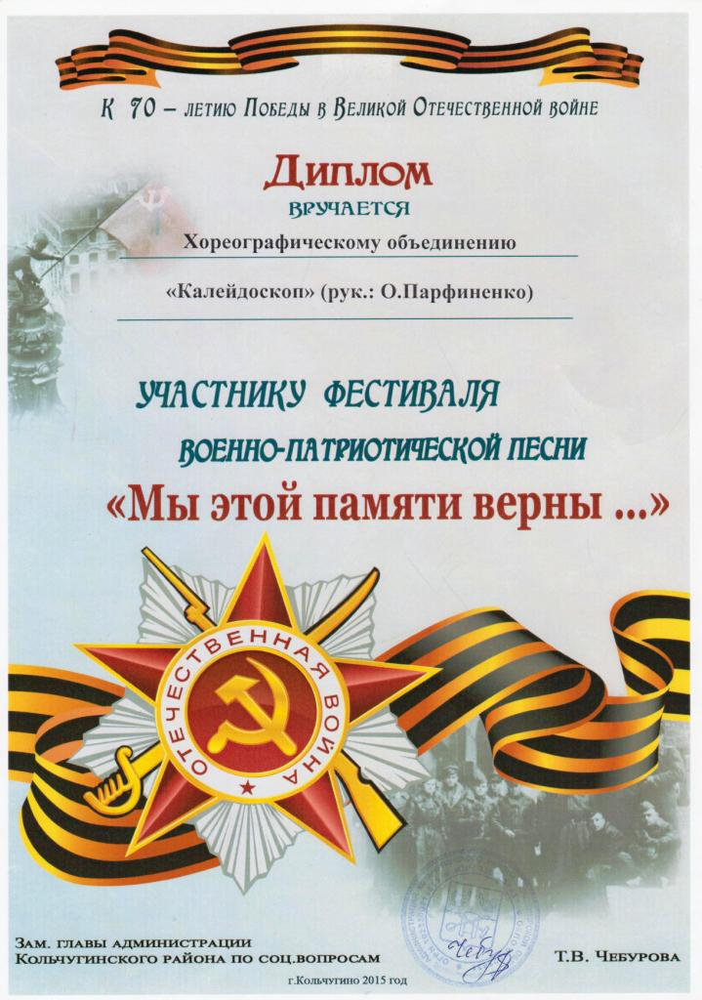 К 70 – летию Победы в Великой Отечественной войне
Диплом
вручается
Хореографическому объединению
«Калейдоскоп» (рук.: О.Парфиненко)
участнику фестиваля
военно-патриотической песни
«Мы этой памяти верны ...»
ОТЕЧЕСТВЕННАЯ ВОЙНА
Зам. главы администрации
Кольчугинского района по соц.вопросам
Т.В. Чебурова
г.Кольчугино 2015 год